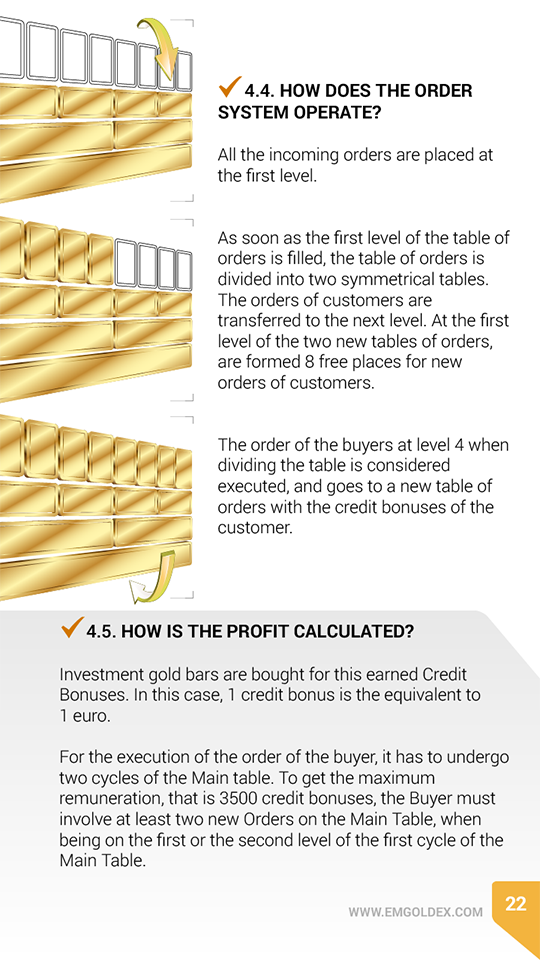 4.4. HOW DOES THE ORDER
SYSTEM OPERATE?
All the incoming orders are placed at
the first level.
As soon as the first level of the table of
orders is filled, the table of orders is
divided into two symmetrical tables.
The orders of customers are
transferred to the next level. At the first
level of the two new tables of orders,
are formed 8 free places for new
orders of customers.
The order of the buyers at level 4 when
dividing the table is considered
executed, and goes to a new table of
orders with the credit bonuses of the
customer.
4.5. HOW IS THE PROFIT CALCULATED?
Investment gold bars are bought for this earned Credit
Bonuses. In this case, 1 credit bonus is the equivalent to
1 euro.
For the execution of the order of the buyer, it has to undergo
two cycles of the Main table. To get the maximum
remuneration, that is 3500 credit bonuses, the Buyer must
involve at least two new Orders on the Main Table, when
being on the first or the second level of the first cycle of the
Main Table.
WWW.EMGOLDEX.COM 22